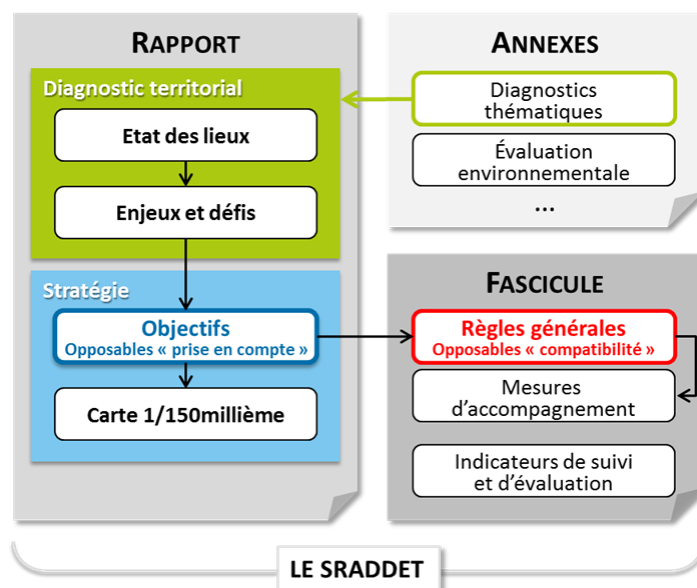 RAPPORT
Diagnostic territorial
Etat des lieux
Enjeux et défis
Stratégie
Objectifs
Opposables « prise en compte »
Carte 1/150millième
ANNEXES
Diagnostics
thématiques
Évaluation
environnementale
...
FASCICULE
Règles générales
Opposables « compatibilité »
Mesures
d'accompagnement
Indicateurs de suivi
et d'évaluation
LE SRADDET